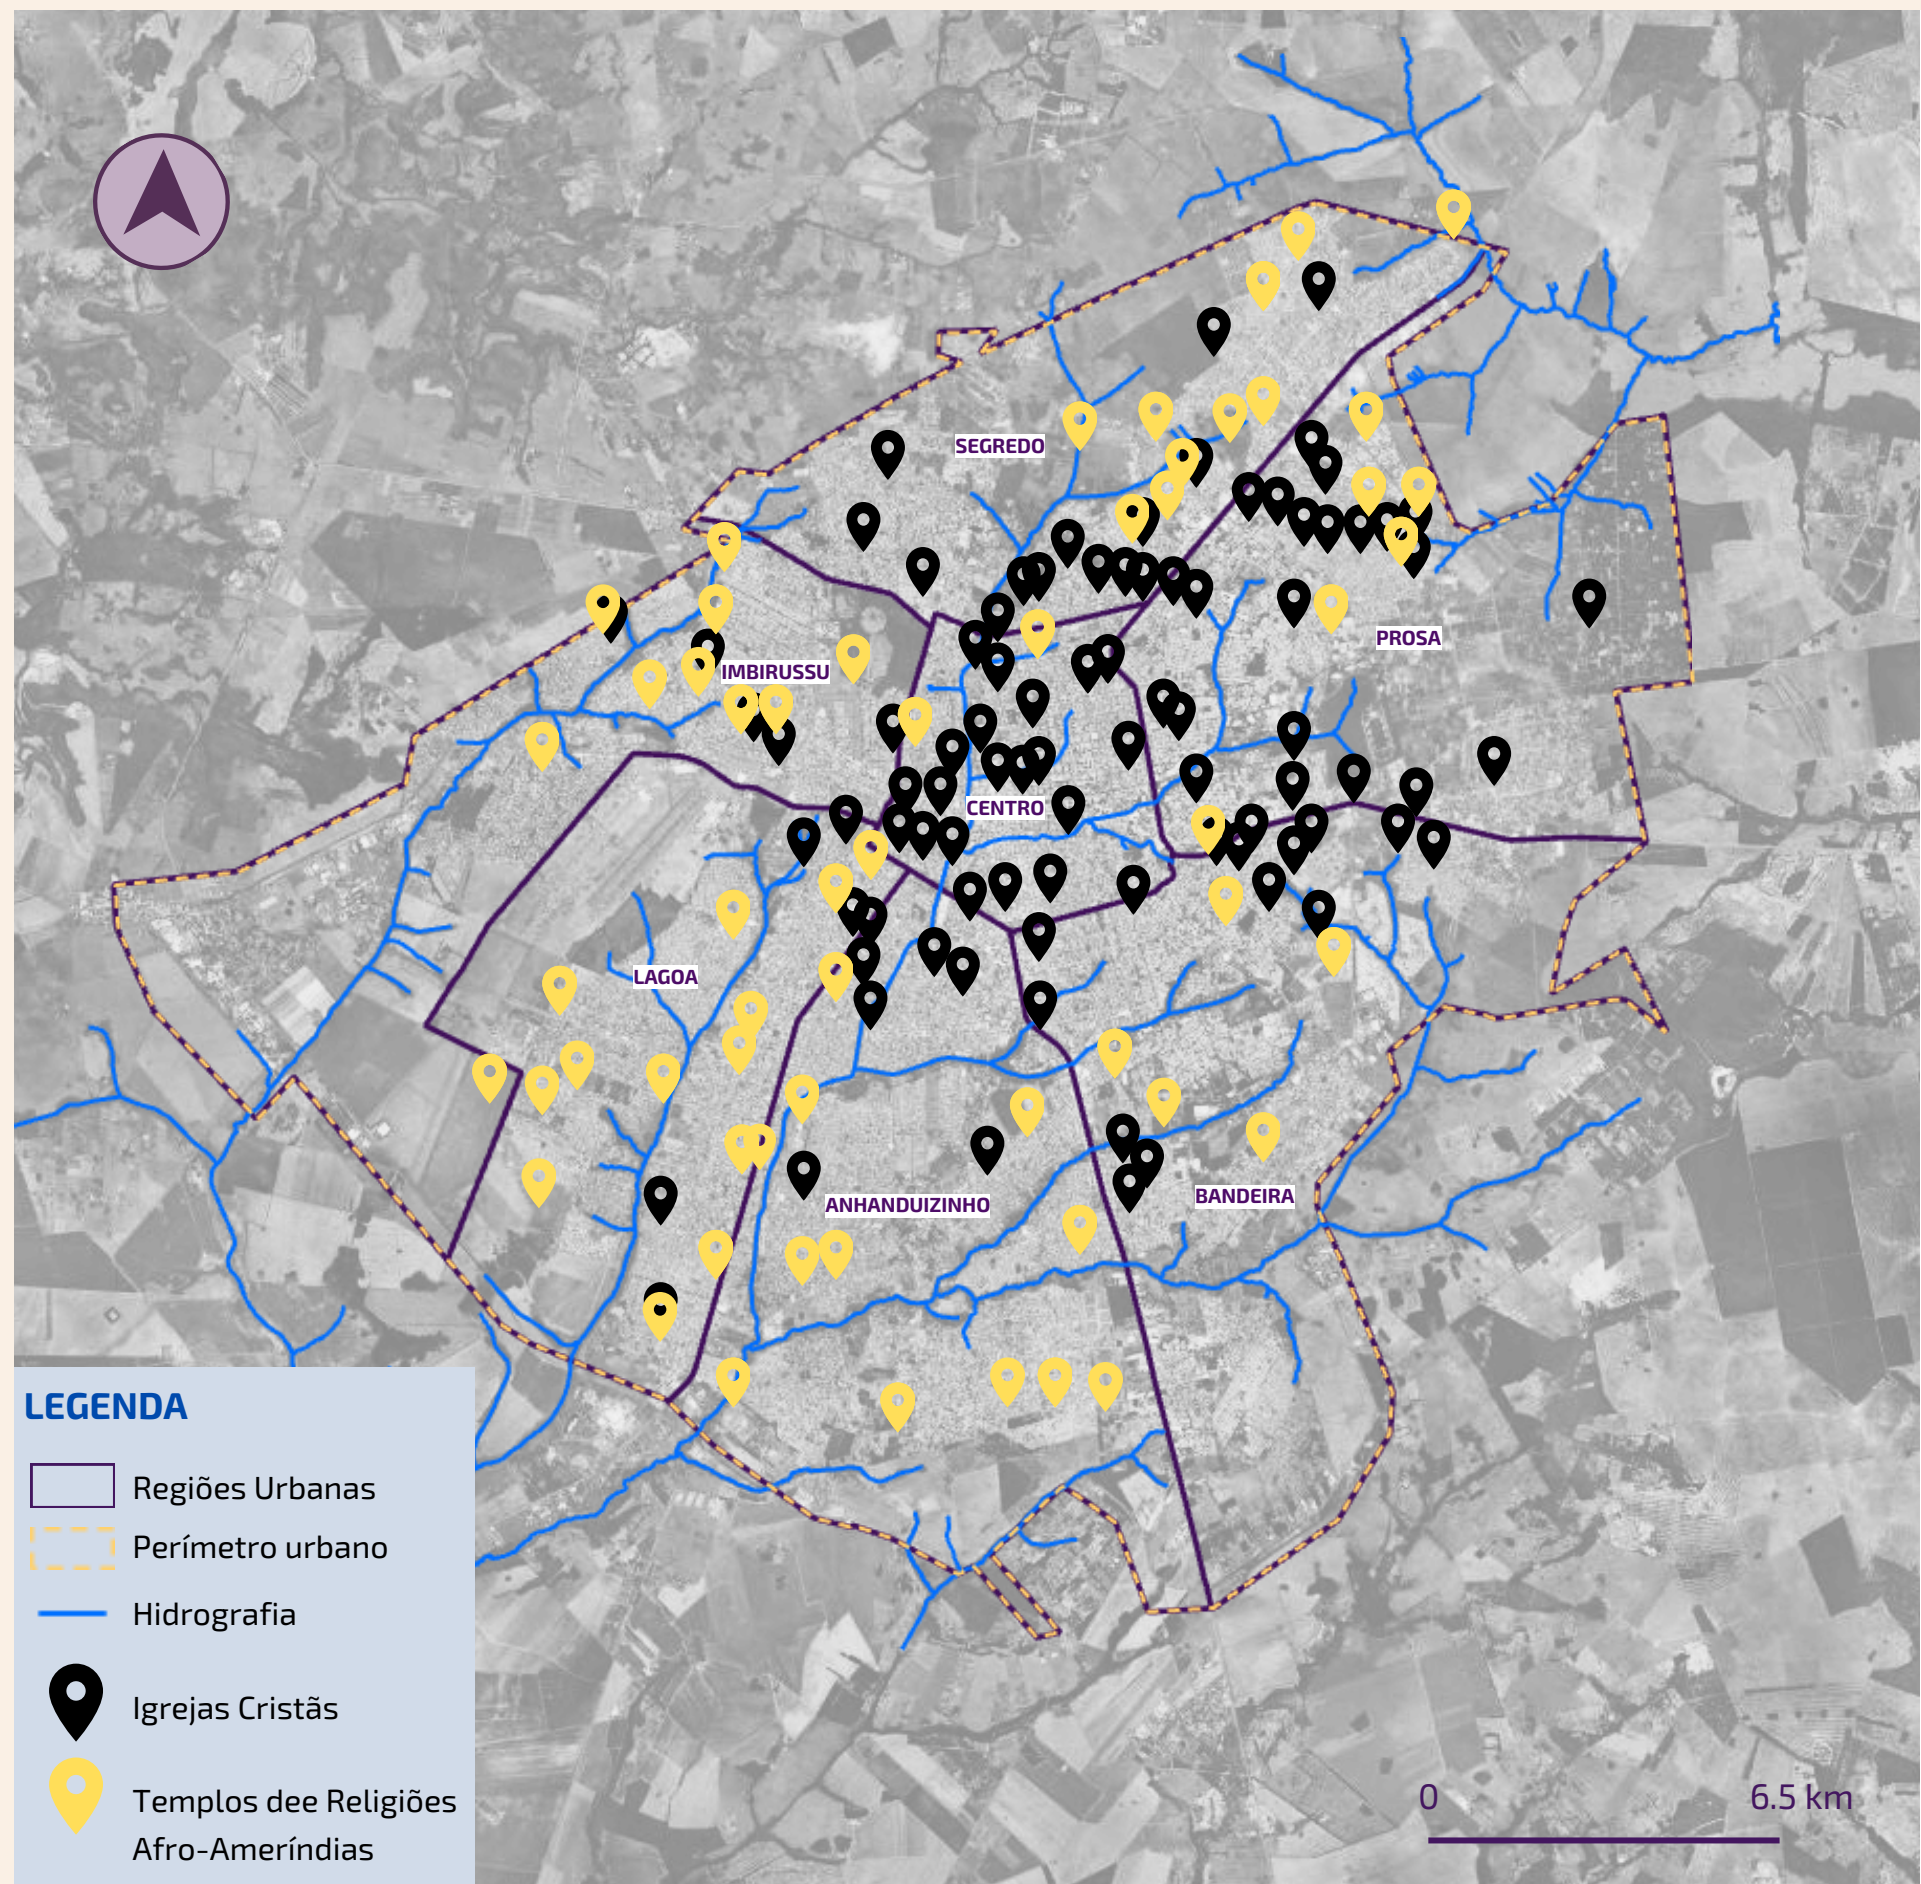 SEGREDO
PROSA
IMBIRUSSU
CENTRO
LAGOA
ANHANDUIZINHO
BANDEIRA
LEGENDA
Regiões Urbanas
Perímetro urbano
Hidrografia
Igrejas Cristãs
Templos dee Religiões
Afro-Ameríndias
0 6.5 km